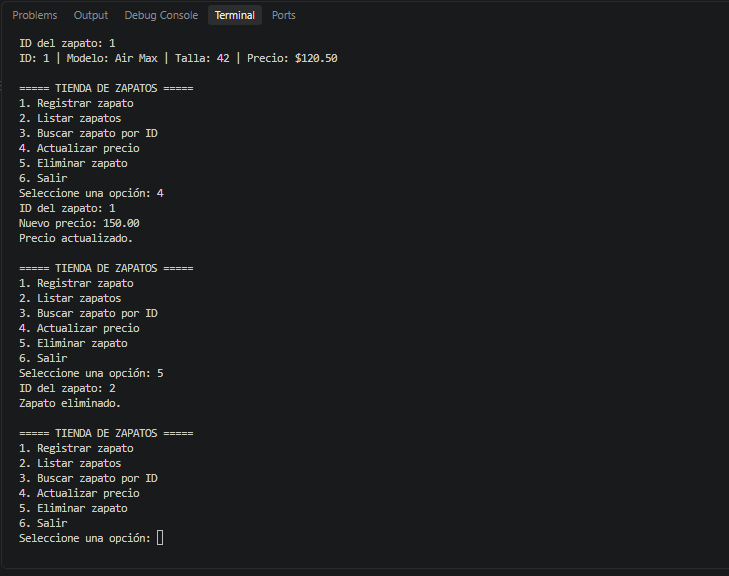 Problems Output Debug Console Terminal Ports
ID del zapato: 1
ID: 1 | Modelo: Air Max | Talla: 42 | Precio: $120.50
===== TIENDA DE ZAPATOS =====
1. Registrar zapato
2. Listar zapatos
3. Buscar zapato por ID
4. Actualizar precio
5. Eliminar zapato
6. Salir
Seleccione una opción: 4
ID del zapato: 1
Nuevo precio: 150.00
Precio actualizado.
===== TIENDA DE ZAPATOS =====
1. Registrar zapato
2. Listar zapatos
3. Buscar zapato por ID
4. Actualizar precio
5. Eliminar zapato
6. Salir
Seleccione una opción: 5
ID del zapato: 2
Zapato eliminado.
===== TIENDA DE ZAPATOS =====
1. Registrar zapato
2. Listar zapatos
3. Buscar zapato por ID
4. Actualizar precio
5. Eliminar zapato
6. Salir
Seleccione una opción: